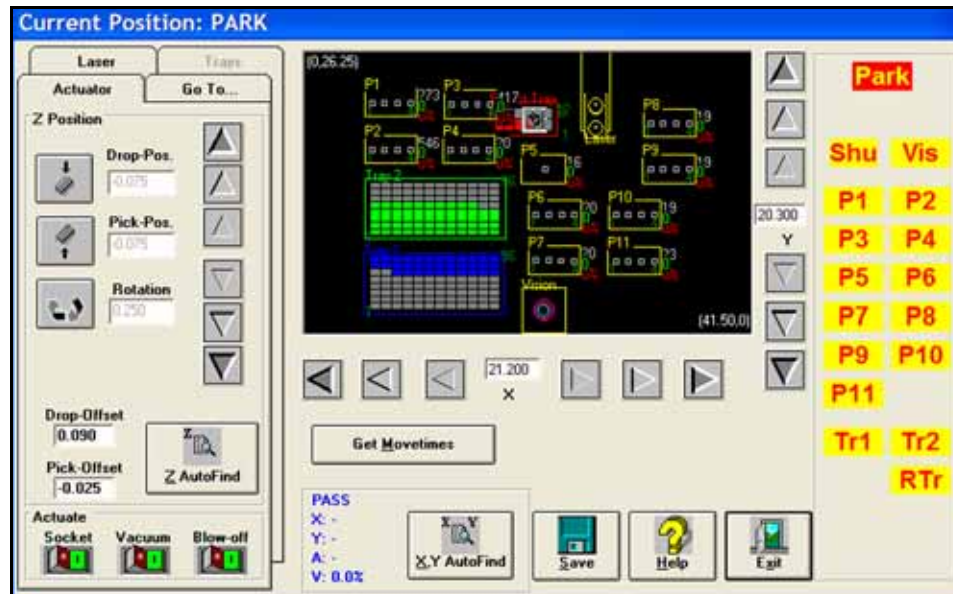 Current Position: PARK
Laser
Trays
Actuator
Go To...
Z Position
Drop-Pos.
-0.075
Pick-Pos.
-0.075
Rotation
0.250
Drop-Offset
0.090
Pick-Offset
-0.025
Z
Z AutoFind
Actuate
Socket Vacuum Blow-off
(0,26.25)
P1
P3
P2
P4
P5
P6
P7
P8
P9
P10
P11
Laser
Tray 2
Vision
(41.50,0)
20.300
Y
21.200
X
Get Movetimes
PASS
X: -
Y: -
A: -
V: 0.0%
X Y
X,Y AutoFind
Save
Help
Exit
Park
Shu Vis
P1 P2
P3 P4
P5 P6
P7 P8
P9 P10
P11
Tr1 Tr2
RTr